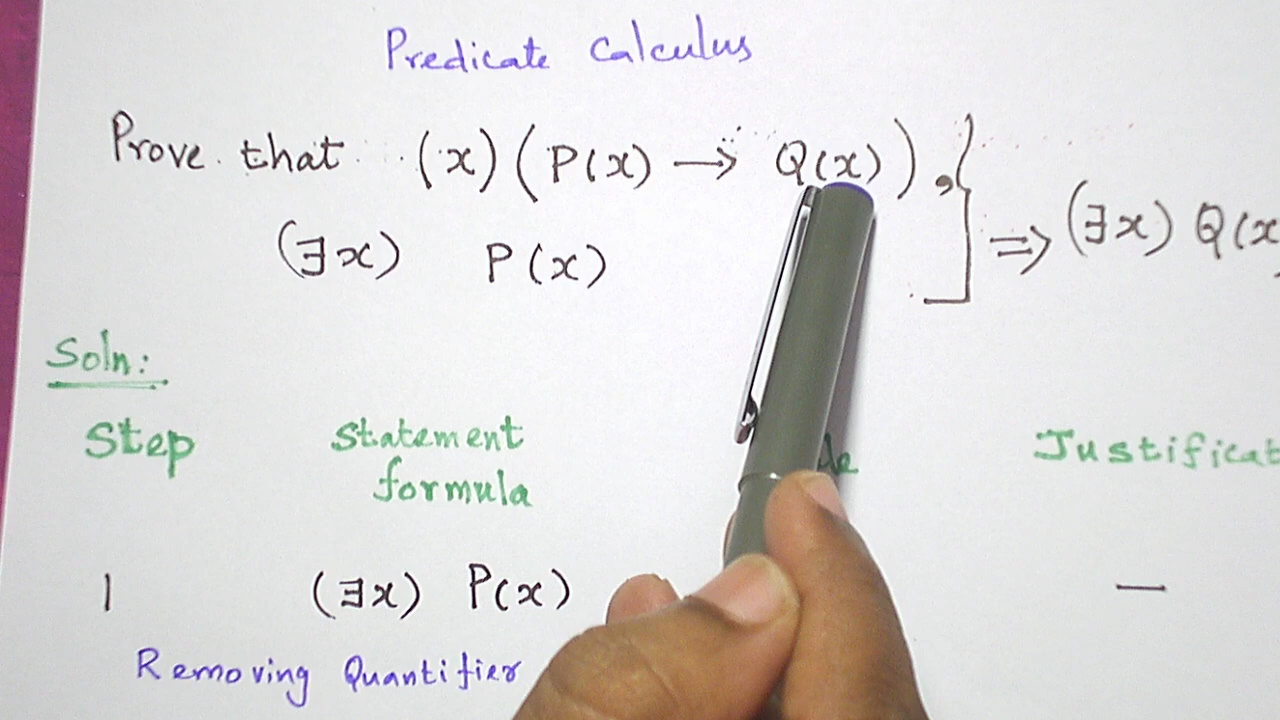 Predicate Calculus
Prove that (x)(P(x) → Q(x)), } ⇒ (∃x) Q(x
(∃x) P(x)
Soln:
Step Statement formula Justificat
1 (∃x) P(x) —
Removing Quantifier